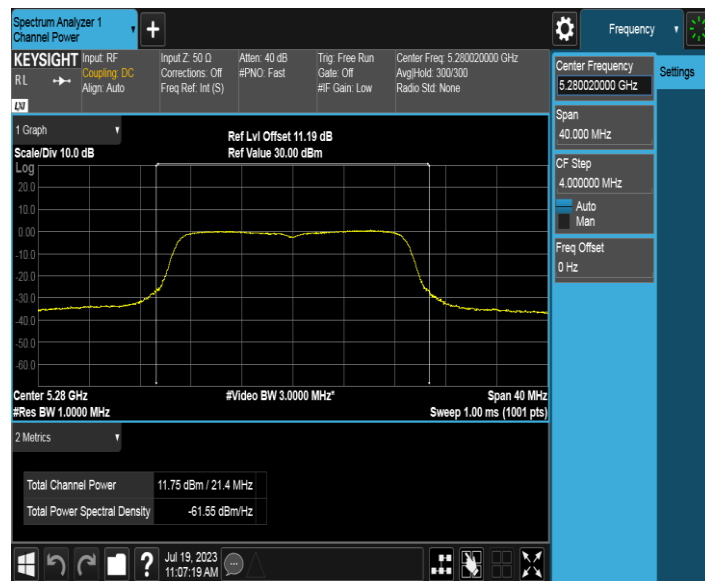 Spectrum Analyzer 1
Channel Power
+
Frequency
KEYSIGHT
RL
LXI
Input: RF
Coupling: DC
Align: Auto
Input Z: 50 Ω
Corrections: Off
Freq Ref: Int (S)
Atten: 40 dB
#PNO: Fast
Trig: Free Run
Gate: Off
#IF Gain: Low
Center Freq: 5.280020000 GHz
Avg|Hold: 300/300
Radio Std: None
Center Frequency
5.280020000 GHz
Settings
Span
40.000 MHz
CF Step
4.000000 MHz
Auto
Man
Freq Offset
0 Hz
1 Graph
Scale/Div 10.0 dB
Ref Lvl Offset 11.19 dB
Ref Value 30.00 dBm
Log
20.0
10.0
0.00
-10.0
-20.0
-30.0
-40.0
-50.0
-60.0
Center 5.28 GHz
#Res BW 1.0000 MHz
#Video BW 3.0000 MHz*
Span 40 MHz
Sweep 1.00 ms (1001 pts)
2 Metrics
Total Channel Power 11.75 dBm / 21.4 MHz
Total Power Spectral Density -61.55 dBm/Hz
?
Jul 19, 2023
11:07:19 AM